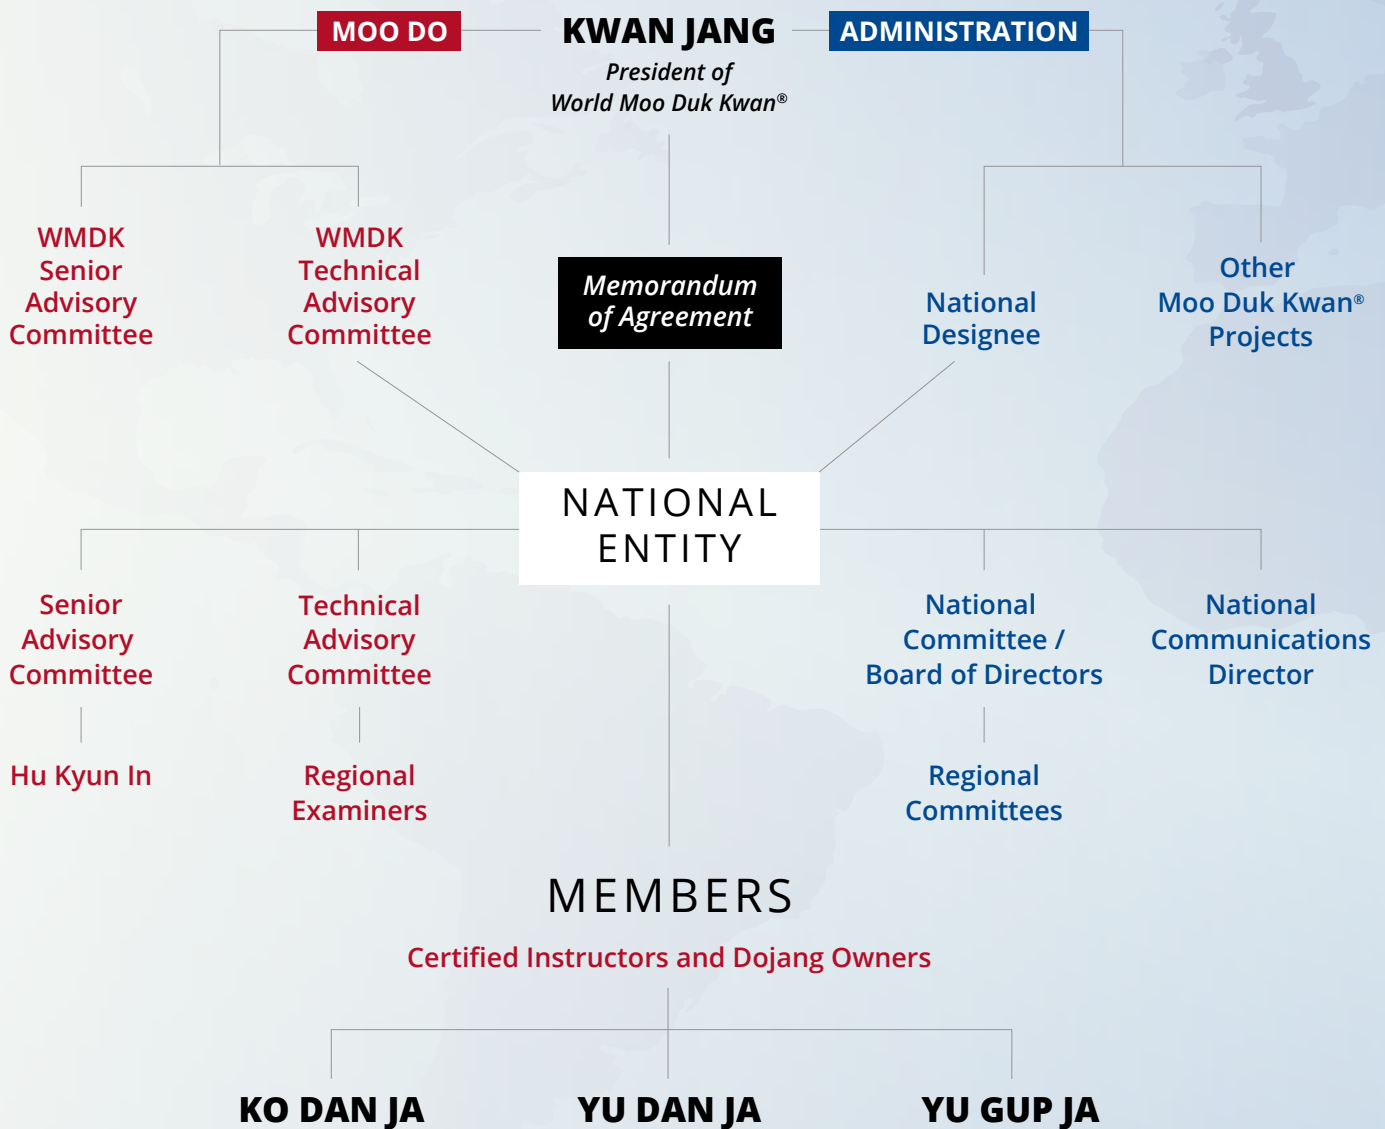 MOO DO
KWAN JANG
ADMINISTRATION
President of
World Moo Duk Kwan®
WMDK
Senior
Advisory
Committee
WMDK
Technical
Advisory
Committee
Memorandum
of Agreement
National
Designee
Other
Moo Duk Kwan®
Projects
NATIONAL
ENTITY
Senior
Advisory
Committee
Technical
Advisory
Committee
National
Committee /
Board of Directors
National
Communications
Director
Hu Kyun In
Regional
Examiners
Regional
Committees
MEMBERS
Certified Instructors and Dojang Owners
KO DAN JA
YU DAN JA
YU GUP JA